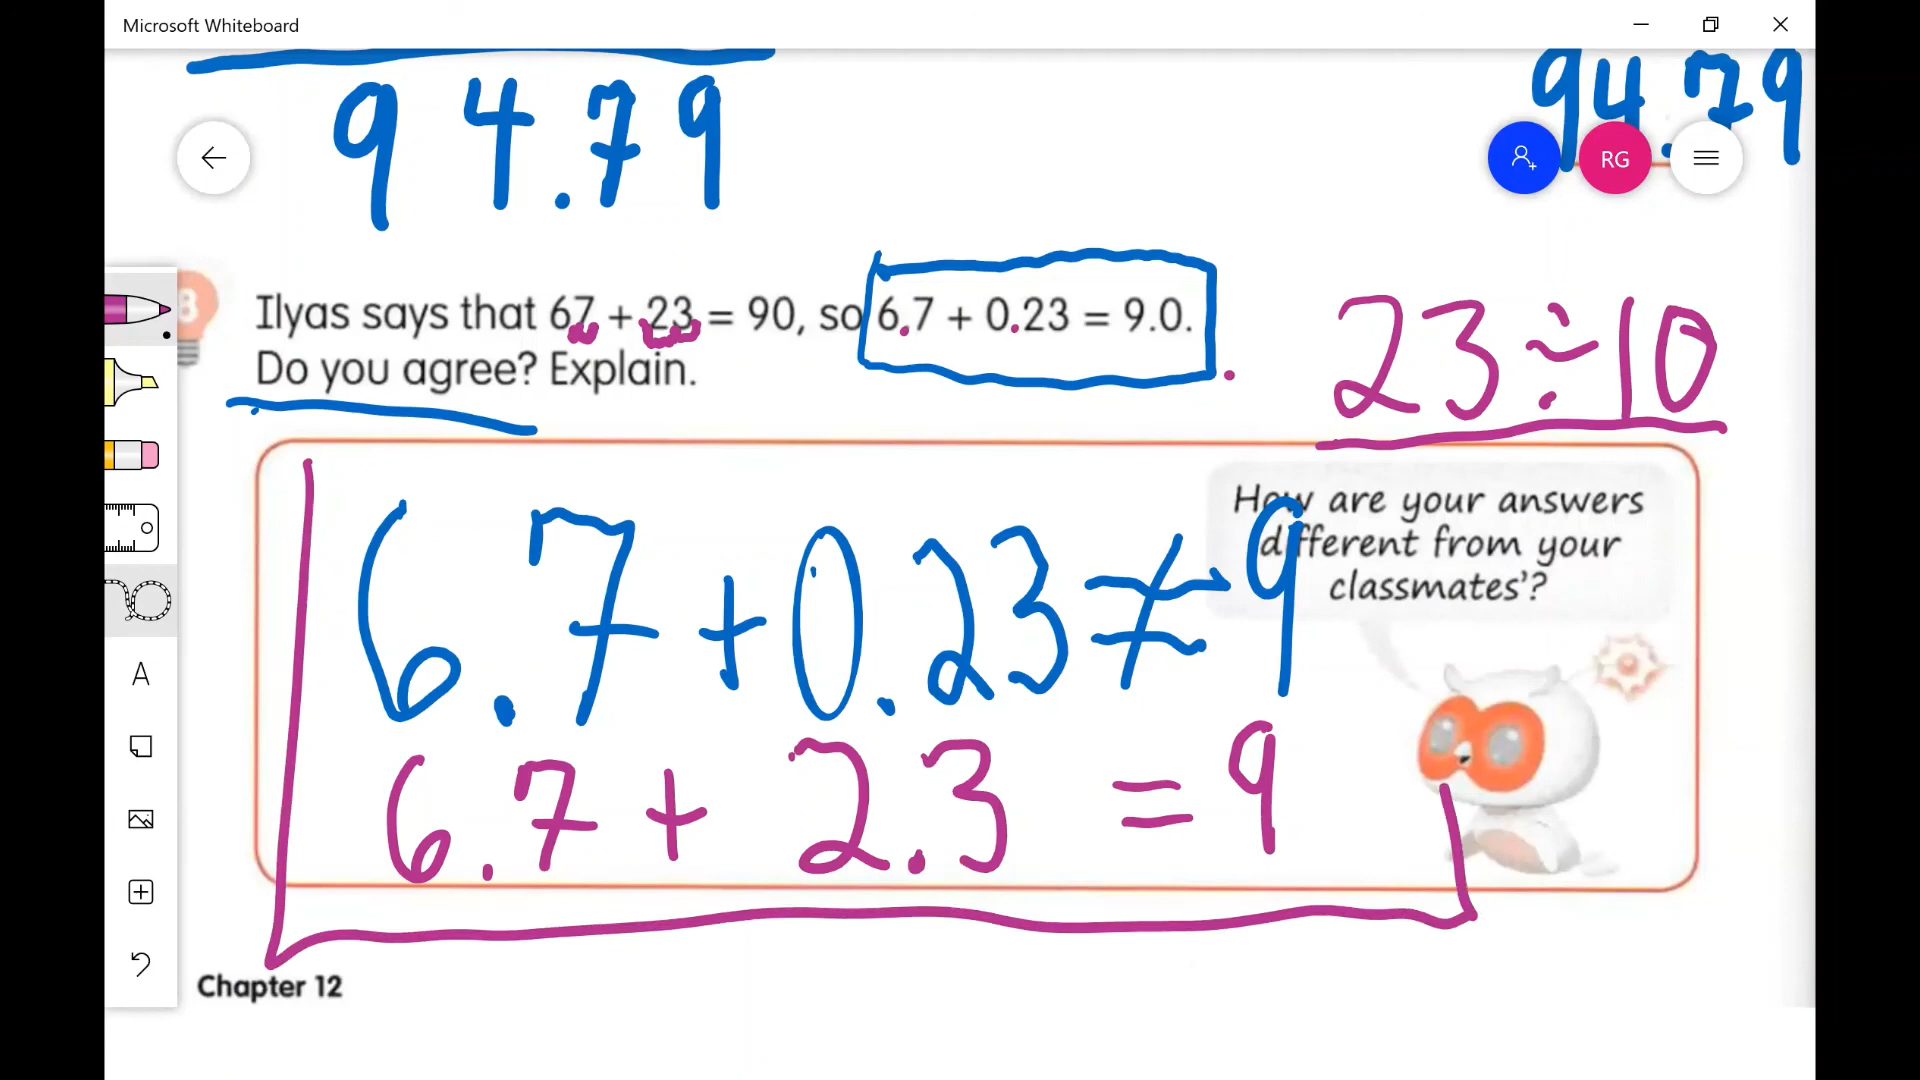 Microsoft Whiteboard
94.79
94.79
RG
8
Ilyas says that 67 + 23 = 90, so 6.7 + 0.23 = 9.0.
Do you agree? Explain.
23 ÷ 10
How are your answers
different from your
classmates'?
6.7 + 0.23 ≠ 9
6.7 + 2.3 = 9
A
Chapter 12